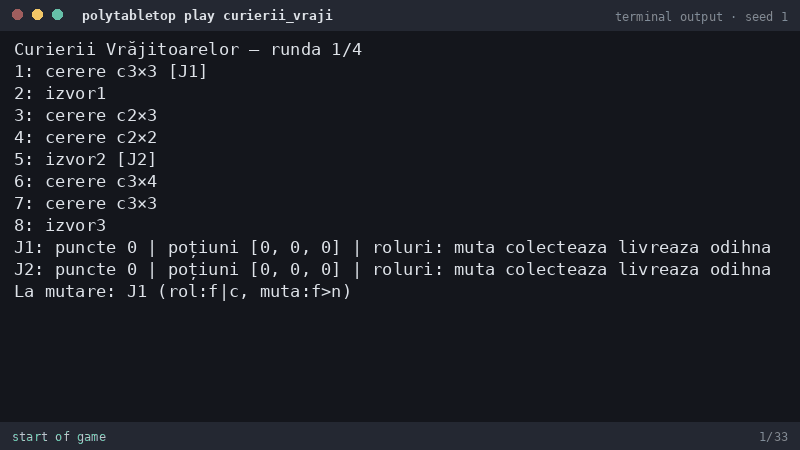 polytabletop play curierii_vraji
terminal output · seed 1
Curierii Vrăjitoarelor — runda 1/4
1: cerere c3×3 [J1]
2: izvor1
3: cerere c2×3
4: cerere c2×2
5: izvor2 [J2]
6: cerere c3×4
7: cerere c3×3
8: izvor3
J1: puncte 0 | poțiuni [0, 0, 0] | roluri: muta colecteaza livreaza odihna
J2: puncte 0 | poțiuni [0, 0, 0] | roluri: muta colecteaza livreaza odihna
La mutare: J1 (rol:f|c, muta:f>n)
start of game
1/33